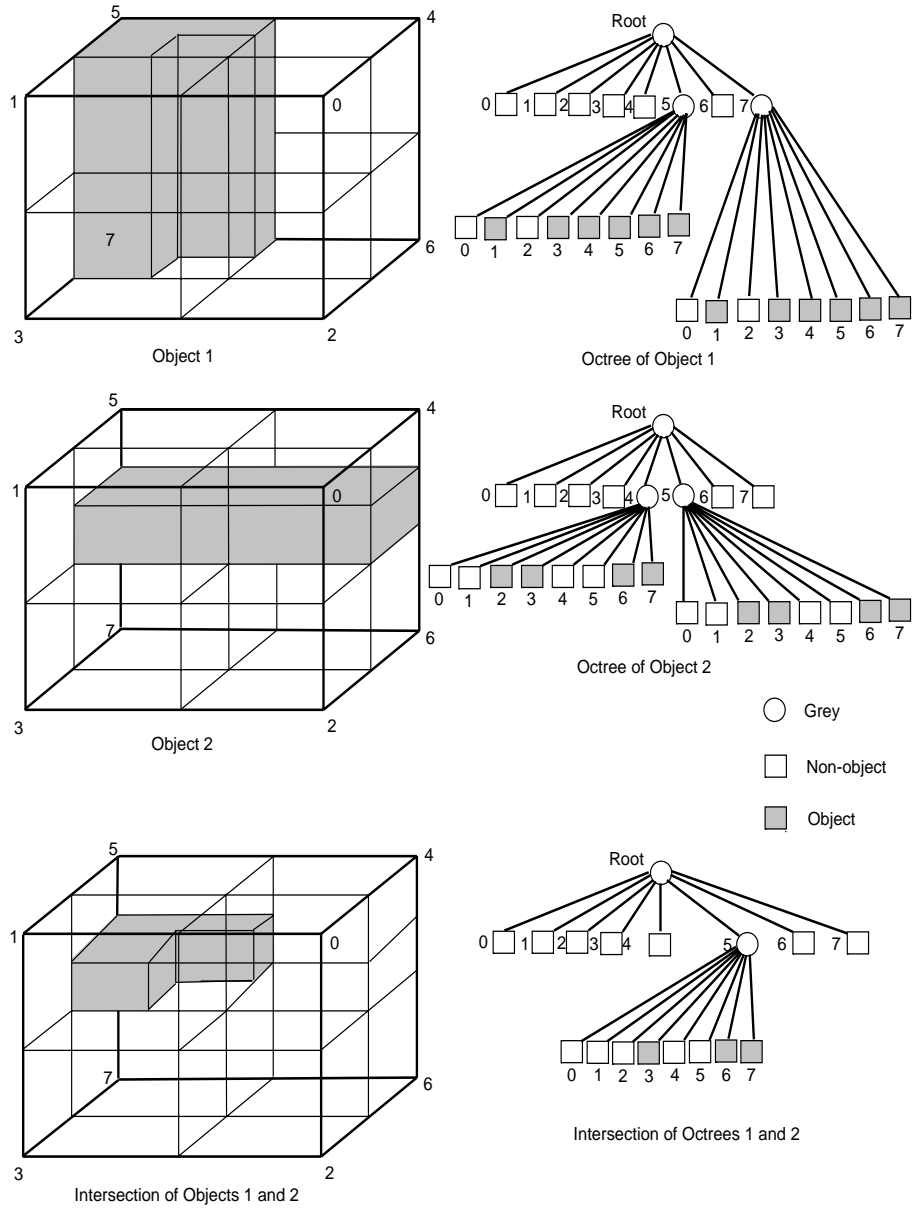 5
4
Root
1
0
0 1 2 3 4 5 6 7
7
0 1 2 3 4 5 6 7
6
3
2
0 1 2 3 4 5 6 7
Object 1
Octree of Object 1
5
4
Root
1
0
0 1 2 3 4 5 6 7
0 1 2 3 4 5 6 7
0 1 2 3 4 5 6 7
7
6
Octree of Object 2
3
2
Object 2
Grey
Non-object
Object
5
4
Root
1
0
0 1 2 3 4 5 6 7
7
0 1 2 3 4 5 6 7
6
3
2
Intersection of Octrees 1 and 2
Intersection of Objects 1 and 2